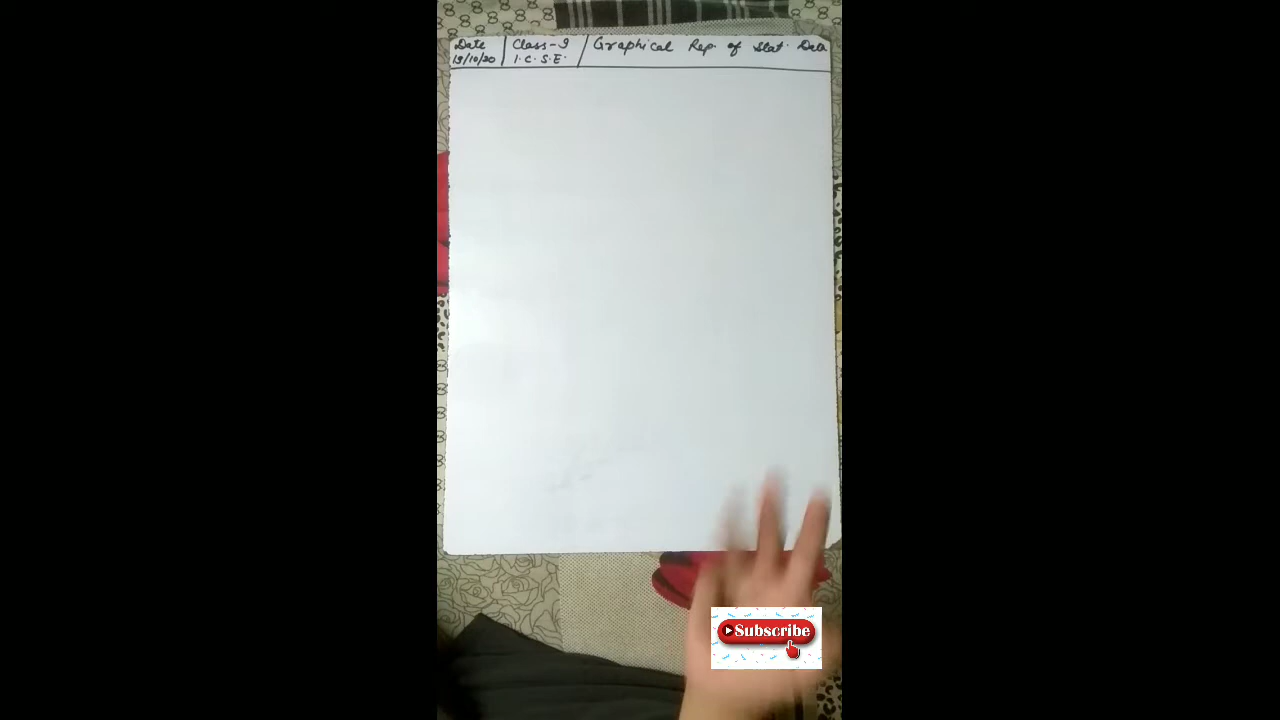 Date | Class-9 / Graphical Rep. of Stat. Data
19/10/20 | I.C.S.E.
Subscribe